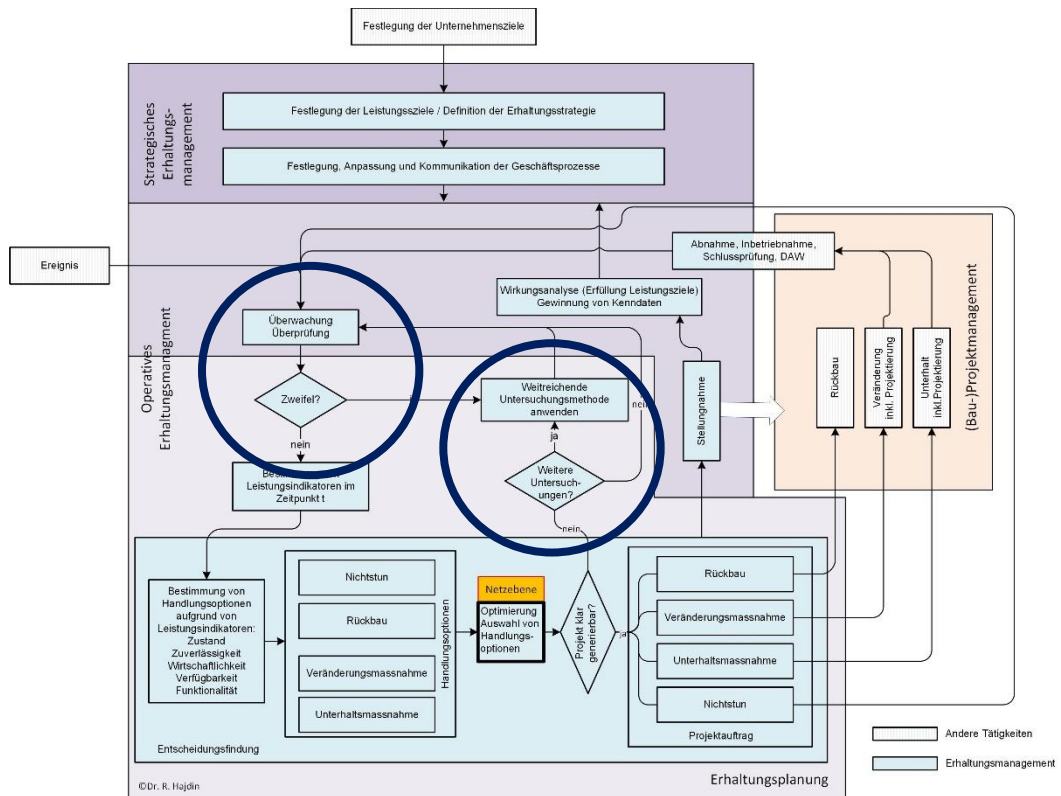 Festlegung der Unternehmensziele
Strategisches
Erhaltungs-
management
Festlegung der Leistungssziele / Definition der Erhaltungsstrategie
Festlegung, Anpassung und Kommunikation der Geschäftsprozesse
Operatives
Erhaltungsmanagment
Ereignis
Überwachung
Überprüfung
Zweifel?
nein
Leistungsindikatoren im
Zeitpunkt t
Abnahme, Inbetriebnahme,
Schlussprüfung, DAW
Wirkungsanalyse (Erfüllung Leistungsziele)
Gewinnung von Kenndaten
Weitreichende
Untersuchungsmethode
anwenden
nein
ja
Weitere
Untersuch-
ungen?
nein
Stellungnahme
Rückbau
Veränderung
inkl. Projektierung
Unterhalt
inkl.Projektierung
(Bau-)Projektmanagement
Bestimmung von
Handlungsoptionen
aufgrund von
Leistungsindikatoren:
Zustand
Zuverlässigkeit
Wirtschaftlichkeit
Verfügbarkeit
Funktionalität
Nichtstun
Rückbau
Veränderungsmassnahme
Unterhaltsmassnahme
Handlungsoptionen
Netzebene
Optimierung
Auswahl von
Handlungs-
optionen
Projekt klar
generierbar?
ja
Rückbau
Veränderungsmassnahme
Unterhaltsmassnahme
Nichtstun
Projektauftrag
Entscheidungsfindung
©Dr. R. Hajdin
Erhaltungsplanung
Andere Tätigkeiten
Erhaltungsmanagement